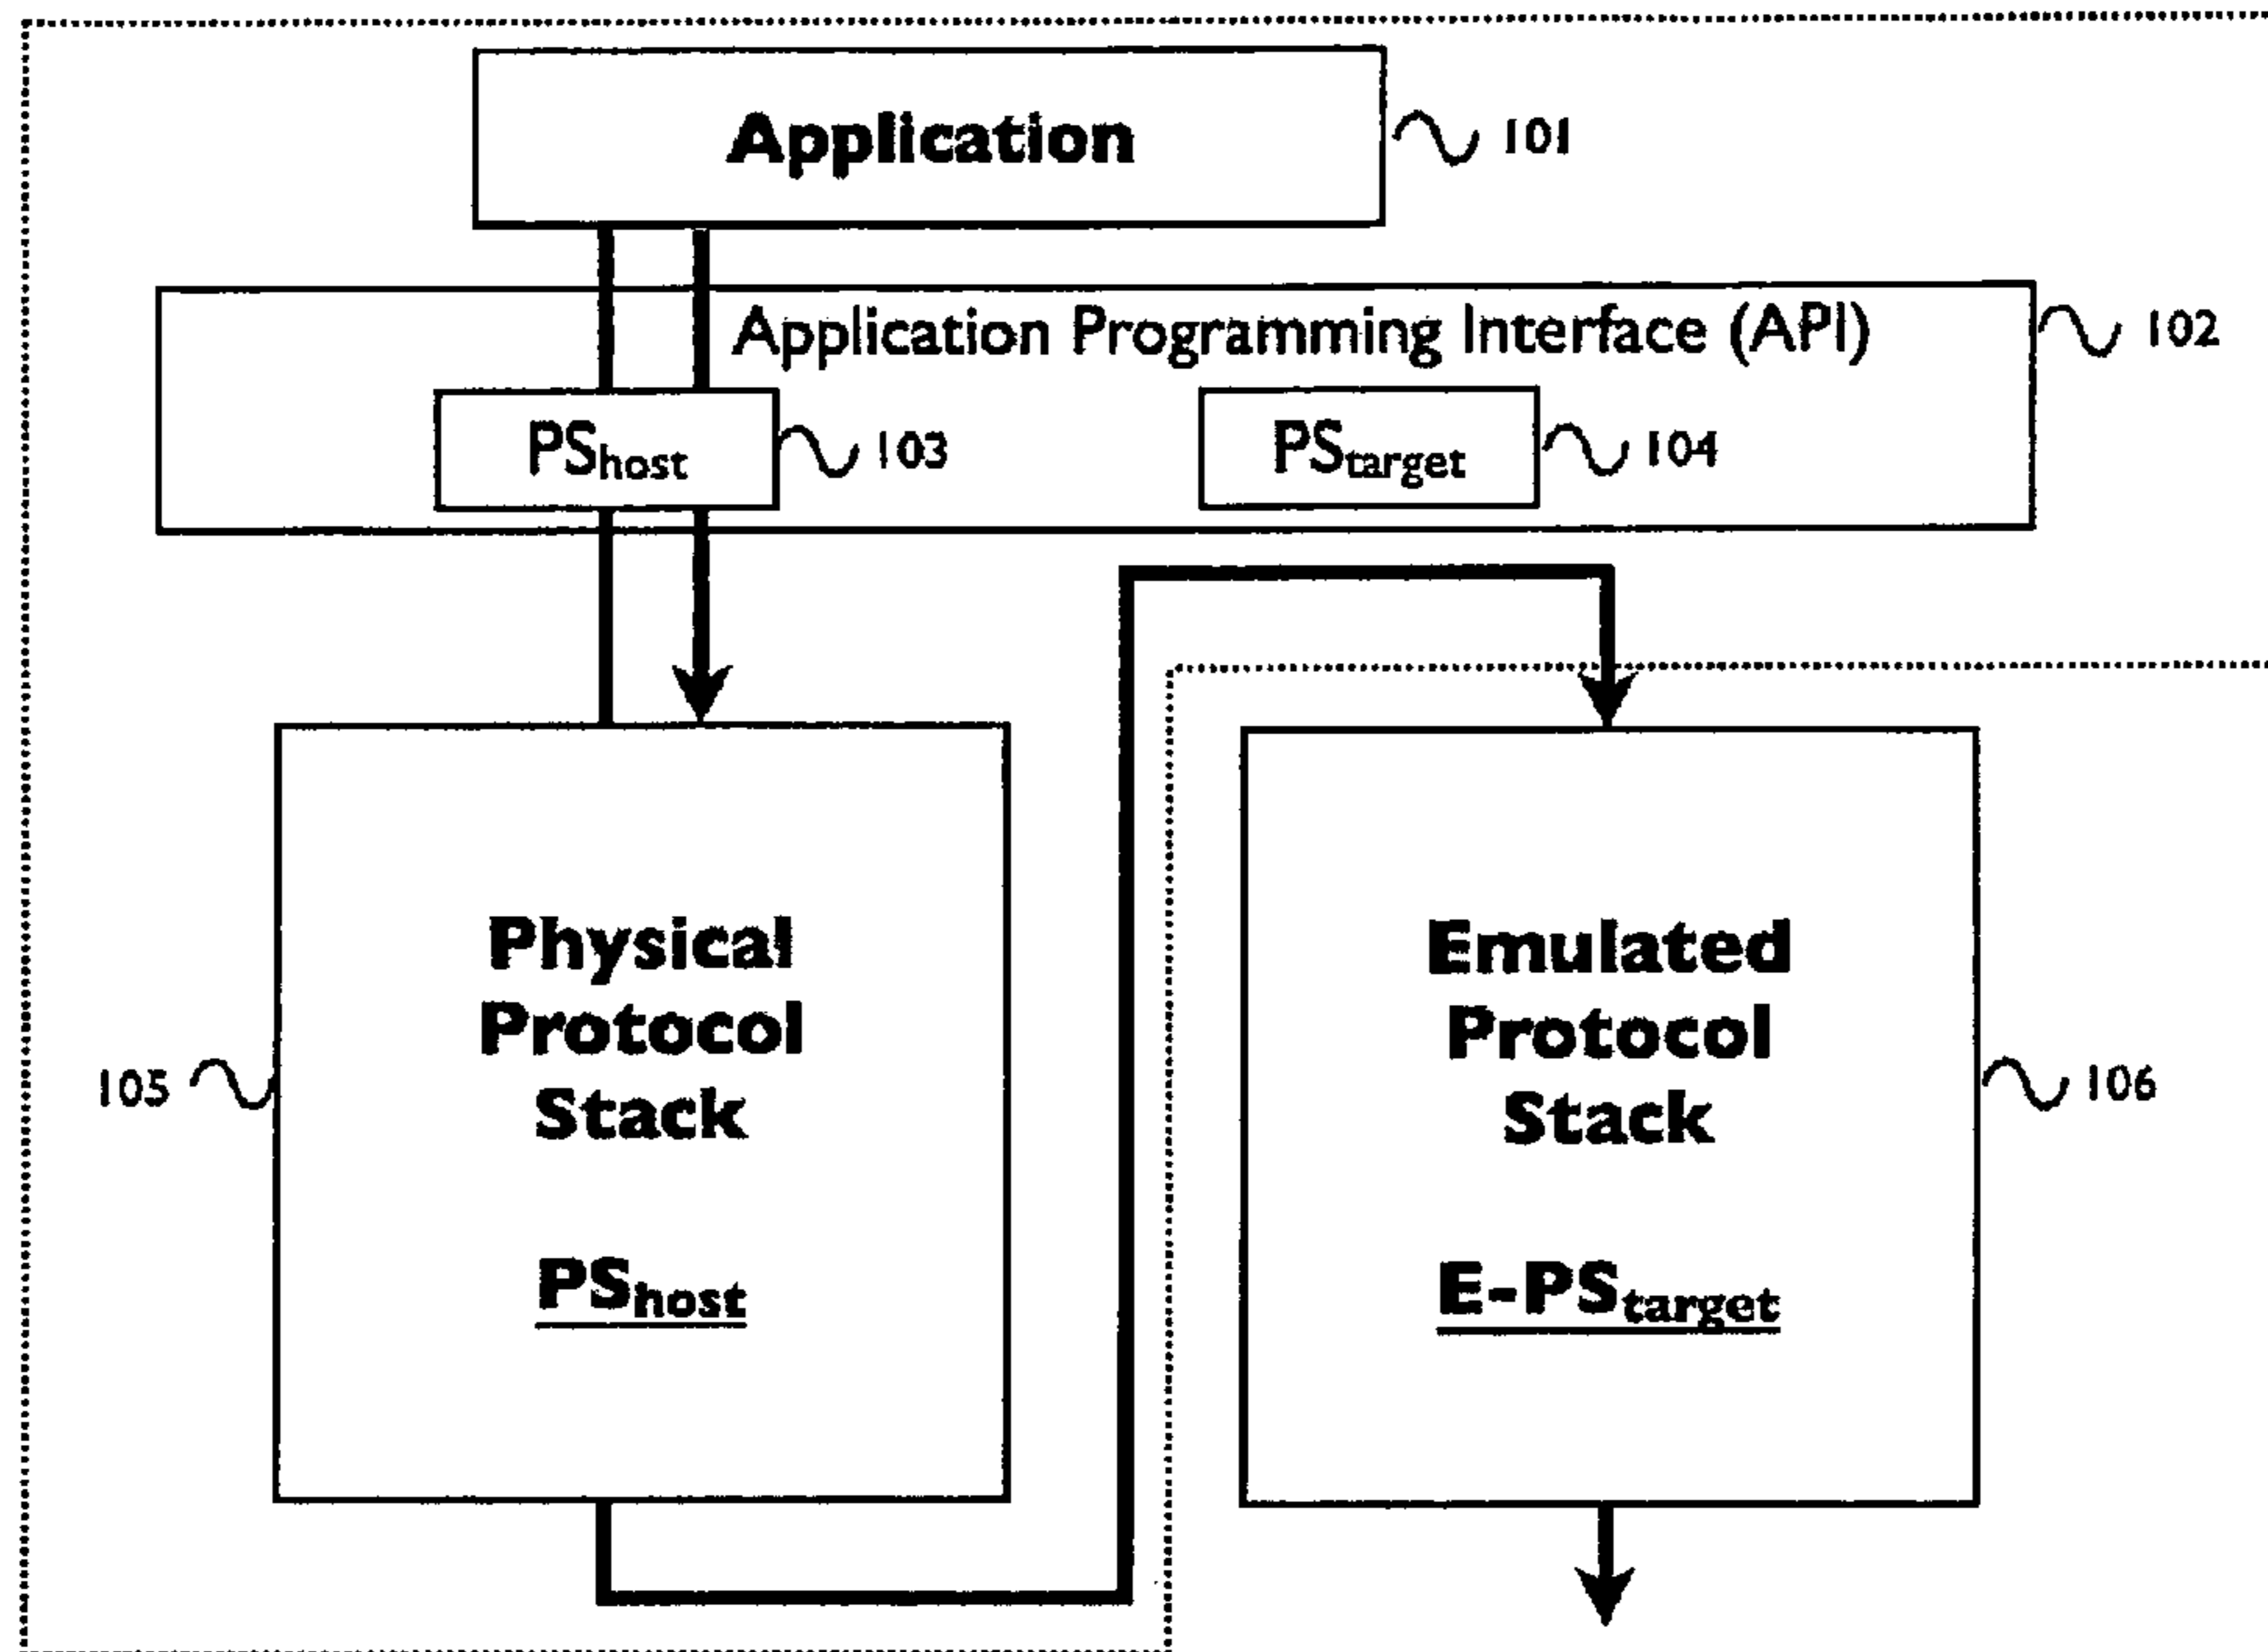 Application
101
Application Programming Interface (API)
102
PShost
103
PStarget
104
Physical
Protocol
Stack
PShost
105
Emulated
Protocol
Stack
E-PStarget
106